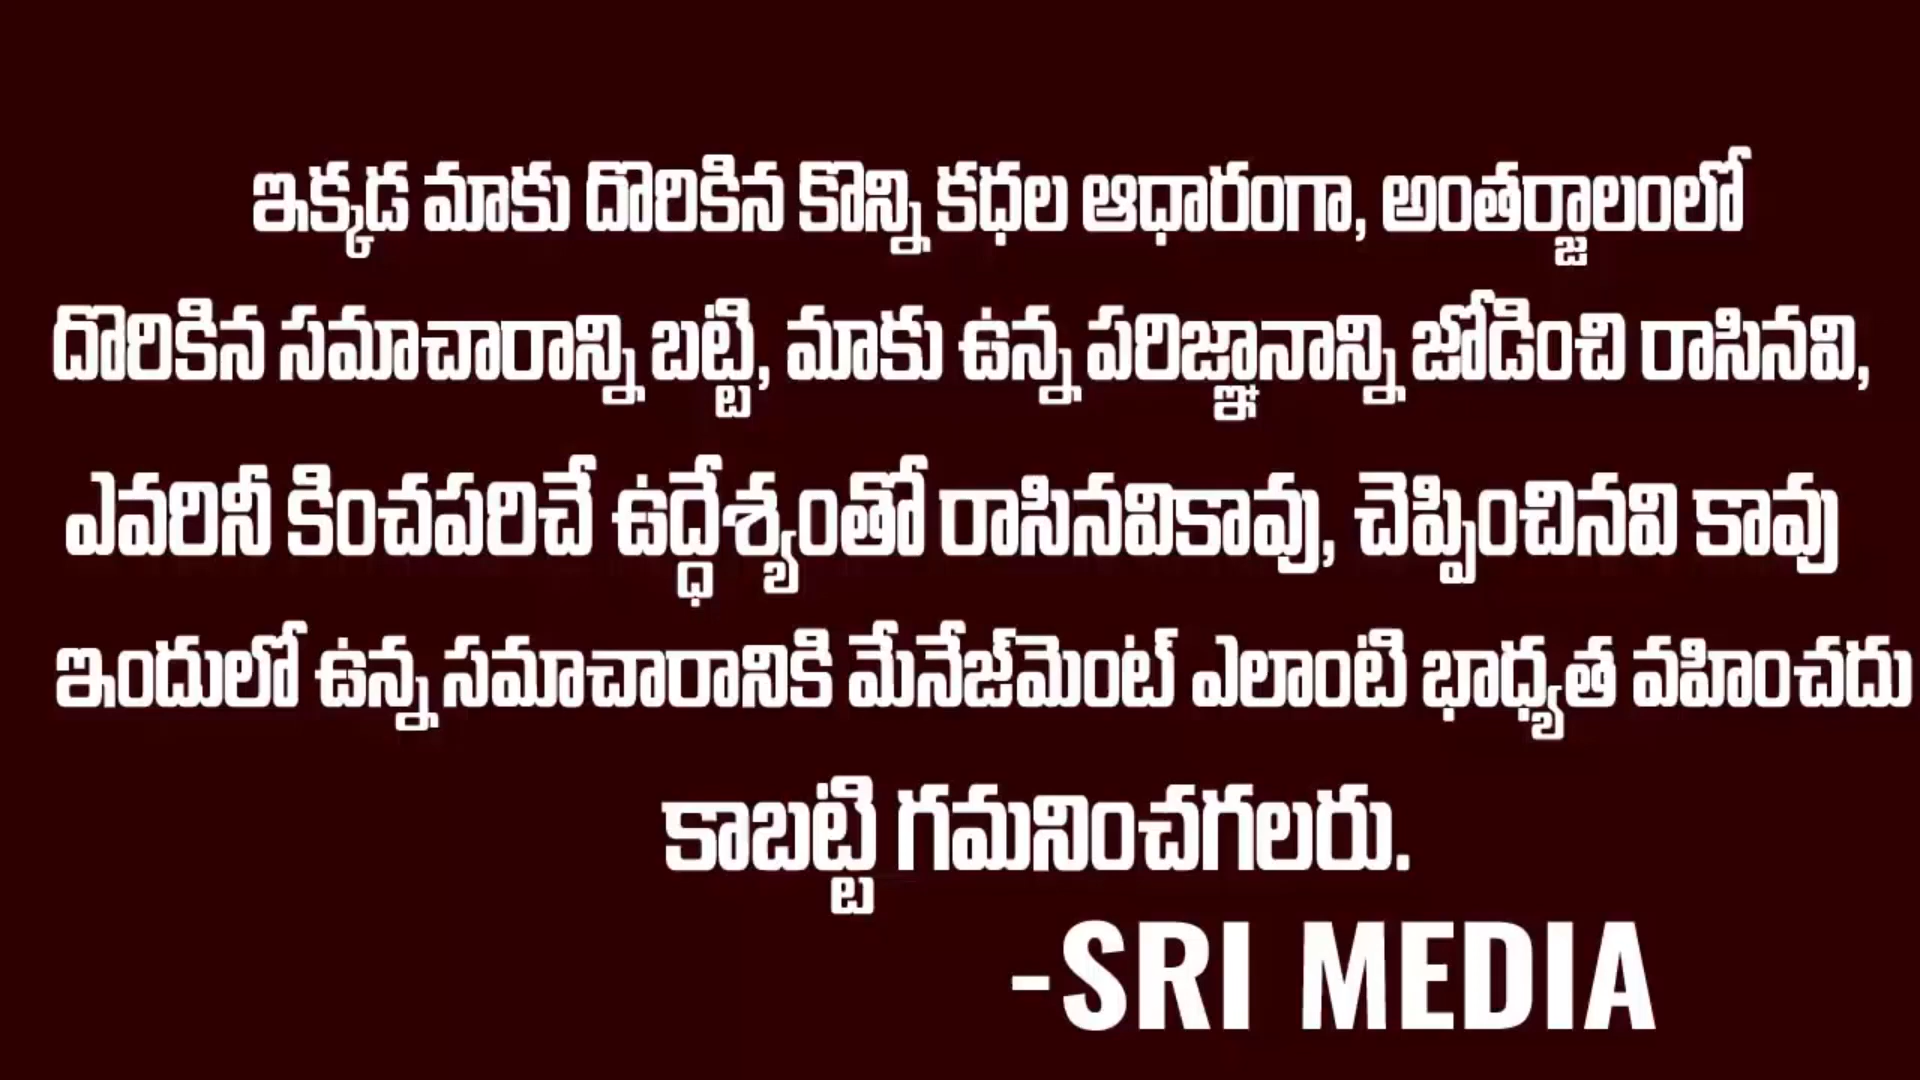 ఇక్కడ మాకు దొరికిన కొన్ని కధల ఆధారంగా, అంతర్జాలంలో
దొరికిన సమాచారాన్ని బట్టి, మాకు ఉన్న పరిజ్ఞానాన్ని జోడించి రాసినవి,
ఎవరినీ కించపరిచే ఉద్ధేశ్యంతో రాసినవికావు, చెప్పించినవి కావు
ఇందులో ఉన్న సమాచారానికి మేనేజ్‌మెంట్ ఎలాంటి భాధ్యత వహించదు
కాబట్టి గమనించగలరు.
-SRI MEDIA